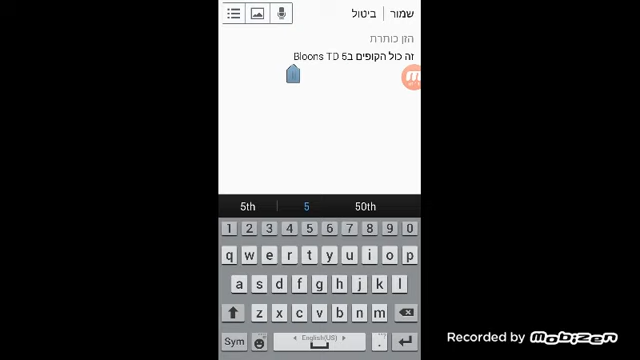 שמור
ביטול
הזן כותרת
זה כול הקופים ב5 Bloons TD
5th
5
50th
1 2 3 4 5 6 7 8 9 0
q w e r t y u i o p
a s d f g h j k l
z x c v b n m
Sym
English(US)
.
Recorded by Mobizen